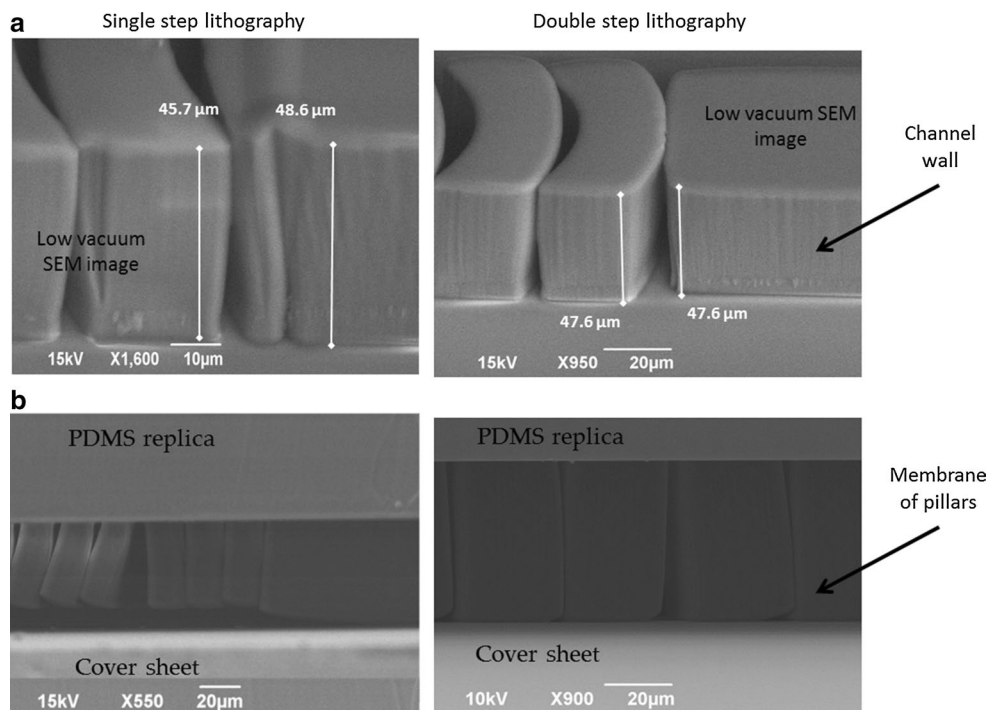 a
Single step lithography
Double step lithography
45.7 μm
48.6 μm
Low vacuum
SEM image
15kV X1,600 10μm
Low vacuum SEM
image
Channel
wall
47.6 μm
47.6 μm
15kV X950 20μm
b
PDMS replica
Cover sheet
15kV X550 20μm
PDMS replica
Membrane
of pillars
Cover sheet
10kV X900 20μm